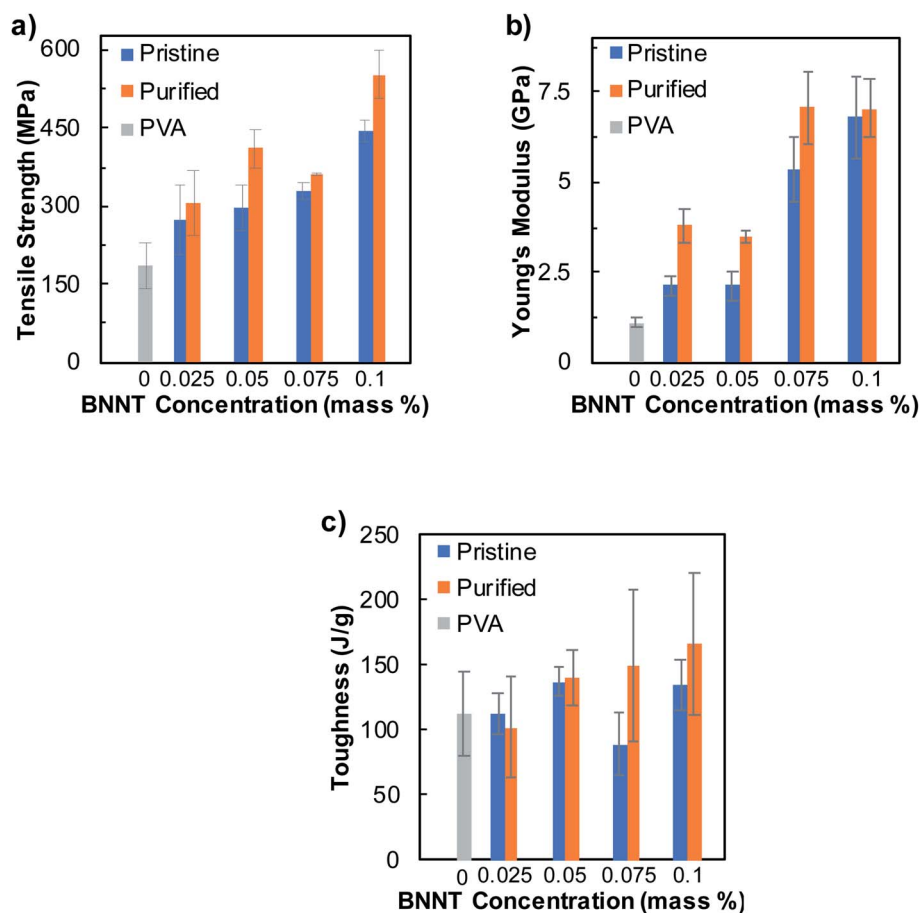 a)
600
450
300
150
0
Tensile Strength (MPa)
Pristine
Purified
PVA
0 0.025 0.05 0.075 0.1
BNNT Concentration (mass %)
b)
7.5
5
2.5
0
Young's Modulus (GPa)
Pristine
Purified
PVA
0 0.025 0.05 0.075 0.1
BNNT Concentration (mass %)
c)
250
200
150
100
50
0
Toughness (J/g)
Pristine
Purified
PVA
0 0.025 0.05 0.075 0.1
BNNT Concentration (mass %)